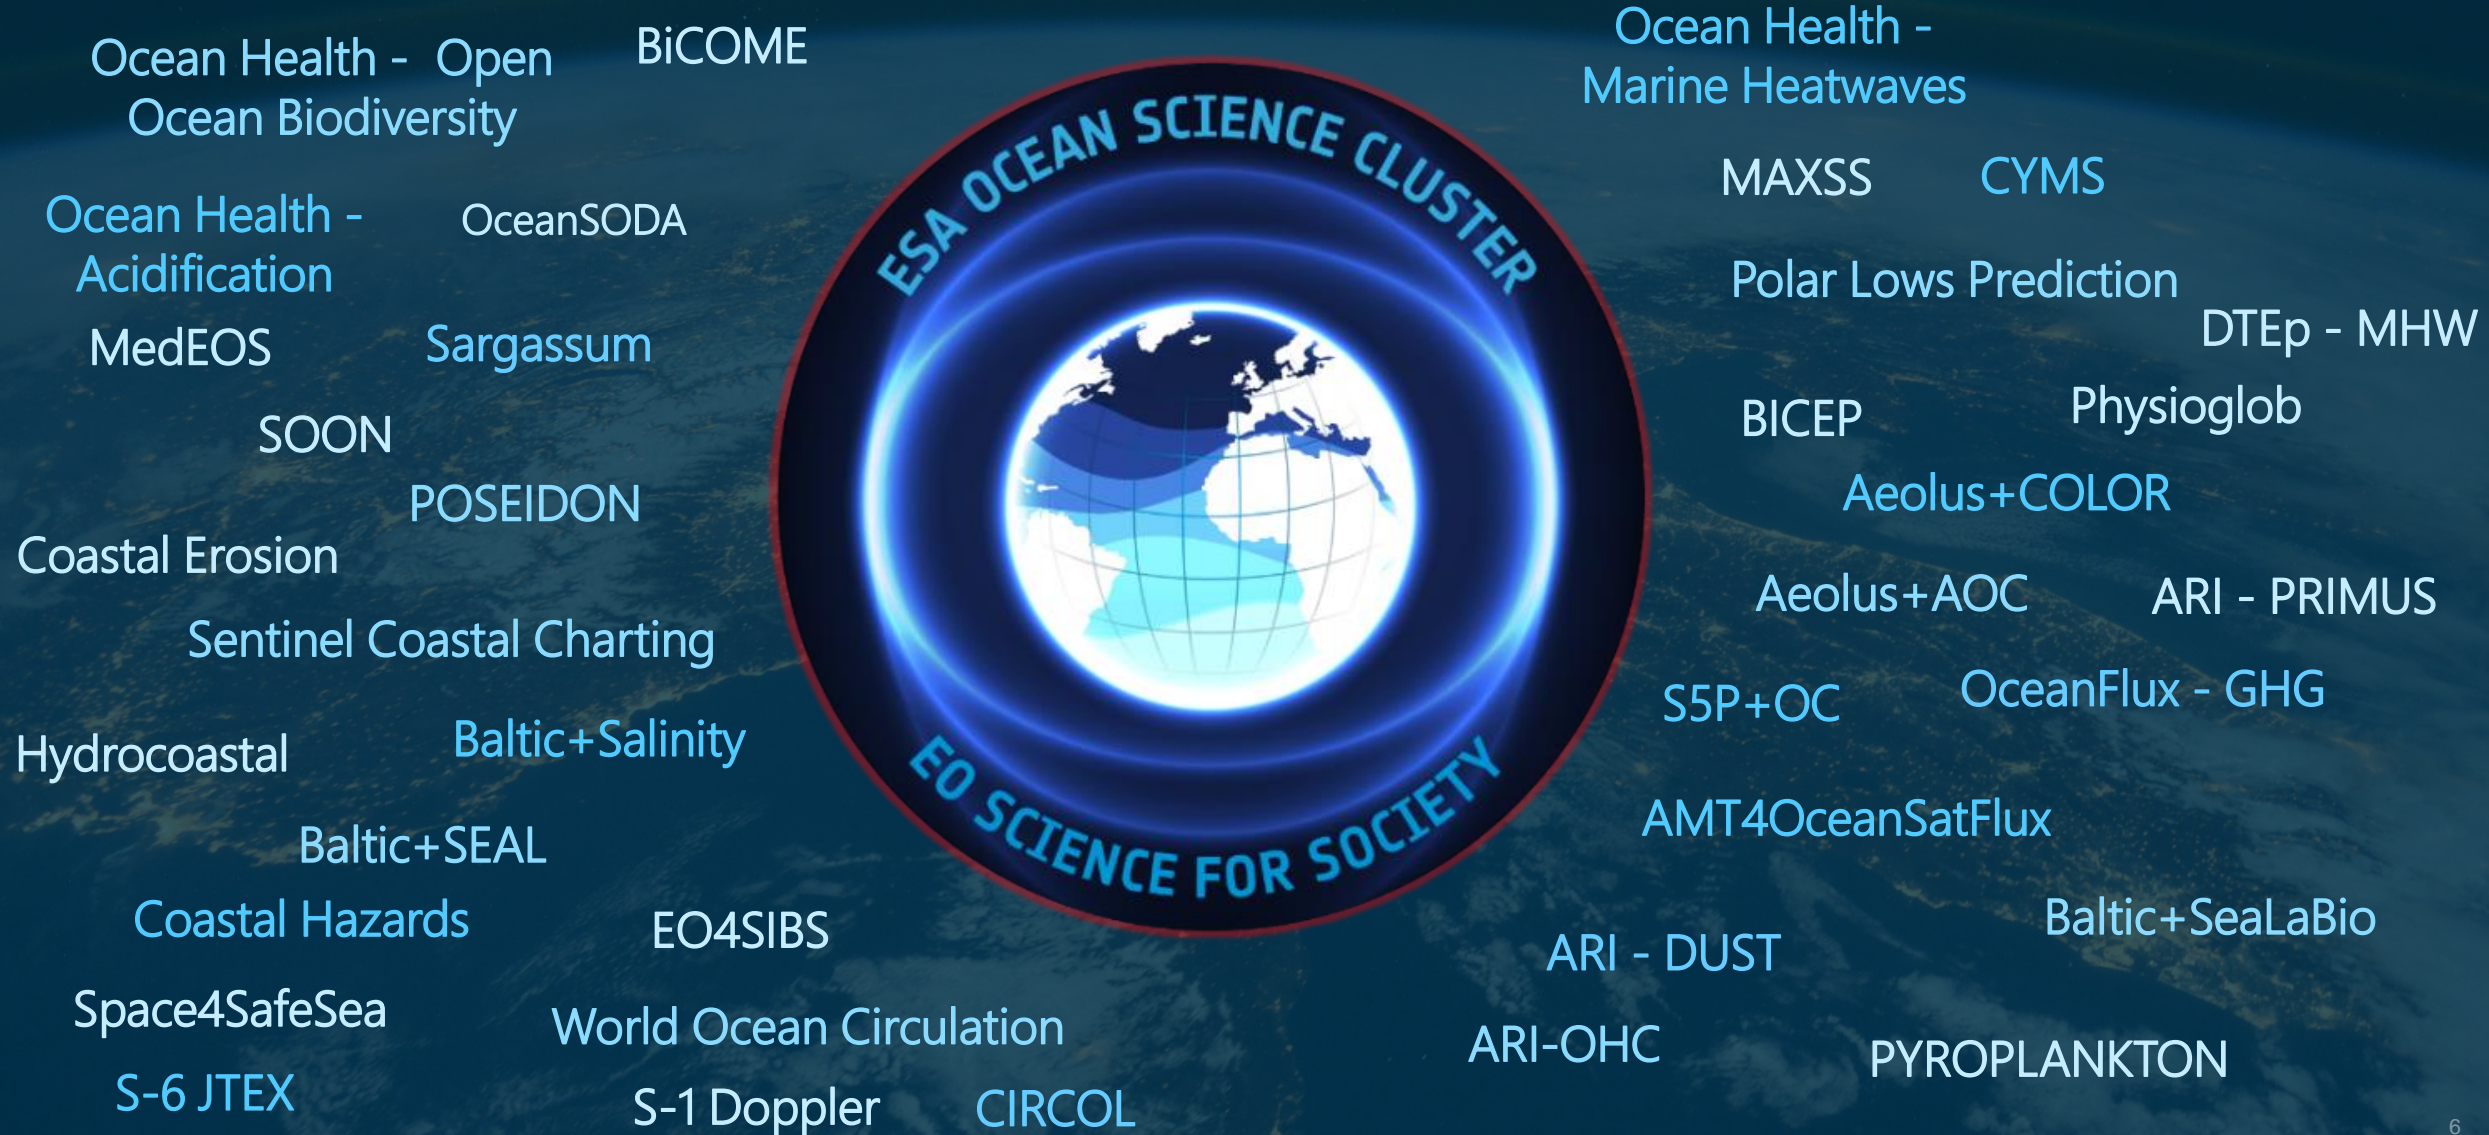 Ocean Health - Open
Ocean Biodiversity
BiCOME
Ocean Health -
Acidification
OceanSODA
MedEOS
Sargassum
SOON
POSEIDON
Coastal Erosion
Sentinel Coastal Charting
Hydrocoastal
Baltic+Salinity
Baltic+SEAL
Coastal Hazards
EO4SIBS
Space4SafeSea
World Ocean Circulation
S-6 JTEX
S-1 Doppler
CIRCOL
ESA OCEAN SCIENCE CLUSTER
EO SCIENCE FOR SOCIETY
Ocean Health -
Marine Heatwaves
MAXSS
CYMS
Polar Lows Prediction
DTEp - MHW
BICEP
Physioglob
Aeolus+COLOR
Aeolus+AOC
ARI - PRIMUS
S5P+OC
OceanFlux - GHG
AMT4OceanSatFlux
Baltic+SeaLaBio
ARI - DUST
ARI-OHC
PYROPLANKTON
6